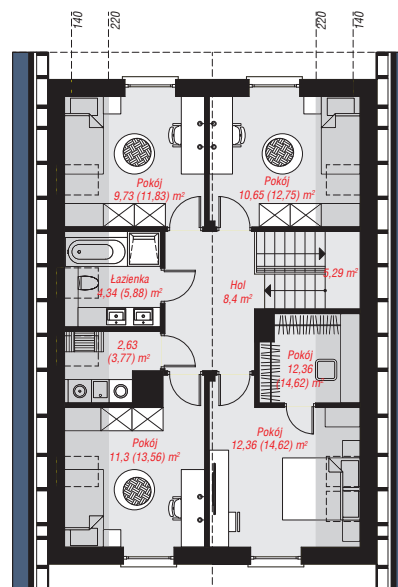 140
220
220
140
Pokój
9,73 (11,83) m²
Pokój
10,65 (12,75) m²
Łazienka
4,34 (5,88) m²
Hol
8,4 m²
5,29 m²
2,63
(3,77) m²
Pokój
12,36
(14,62) m²
Pokój
11,3 (13,56) m²
Pokój
12,36 (14,62) m²